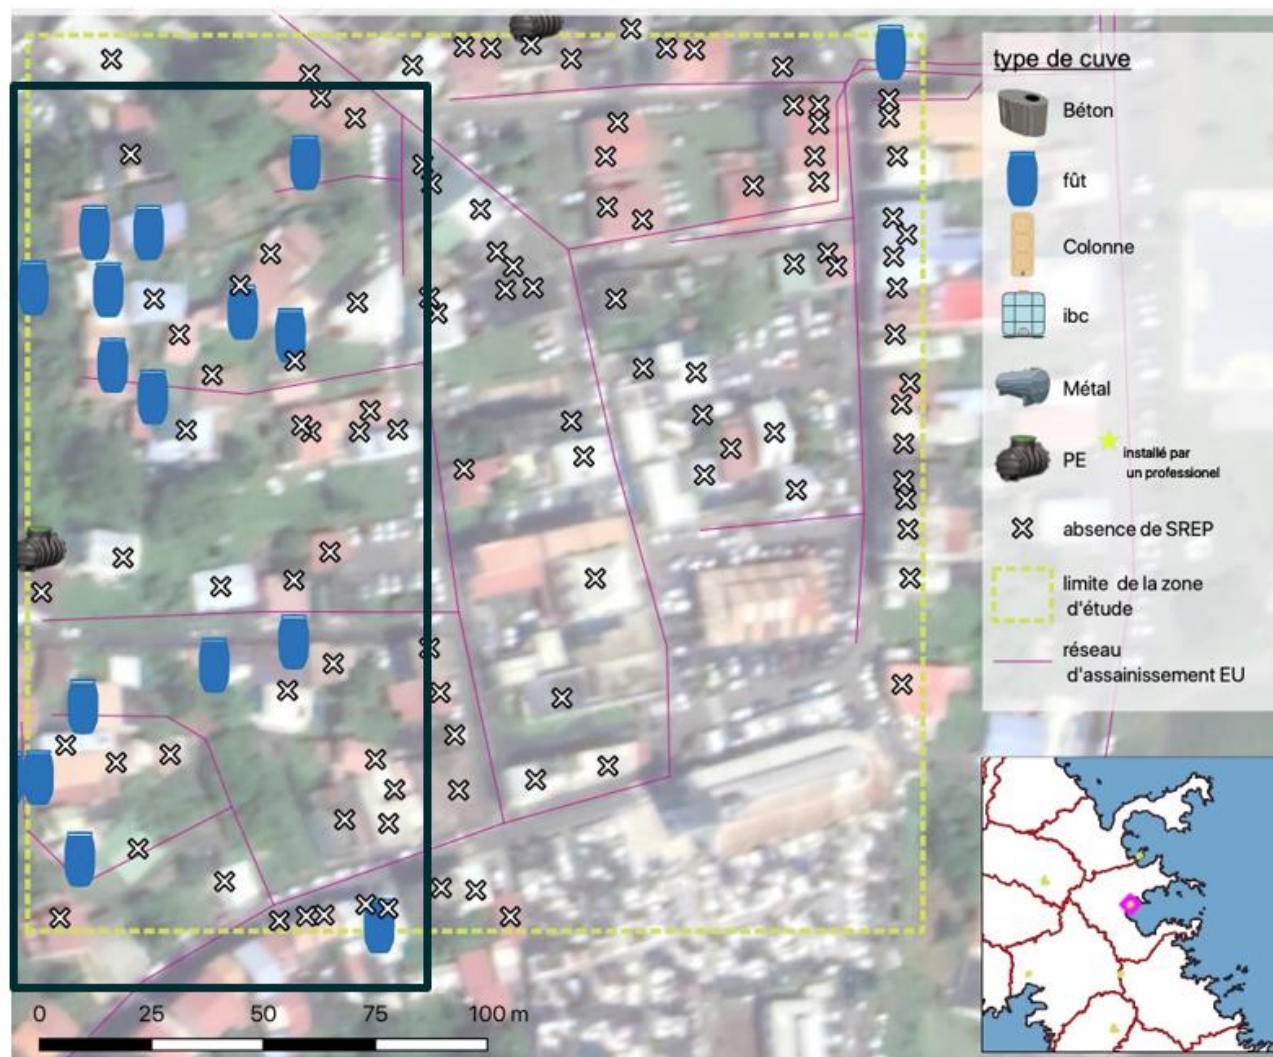 type de cuve
Béton
fût
Colonne
ibc
Métal
PE
installé par
un professionel
absence de SREP
limite de la zone
d'étude
réseau
d'assainissement EU
0 25 50 75 100 m